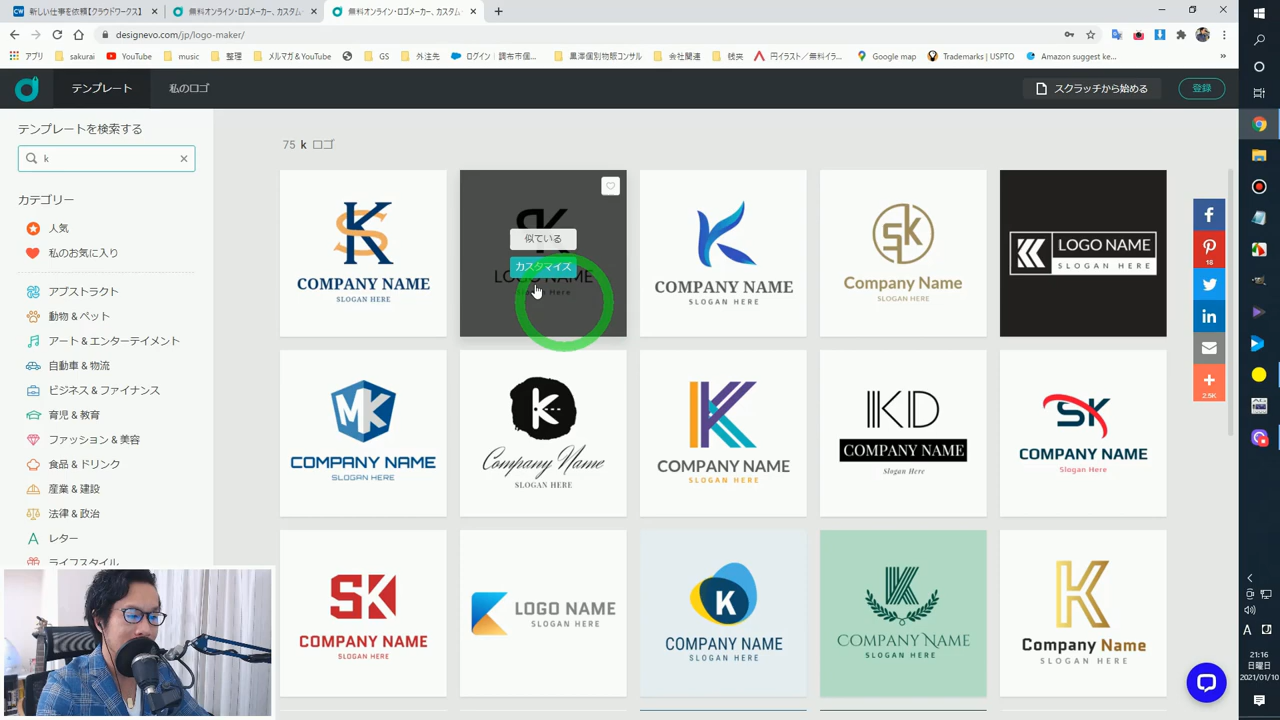 新しい仕事を依頼【クラウドワークス】
無料オンライン・ロゴメーカー、カスタム
無料オンライン・ロゴメーカー、カスタム
designevo.com/jp/logo-maker/
アプリ
sakurai
YouTube
music
整理
メルマガ&YouTube
GS
外注先
ログイン | 調布市個...
黒澤個別物販コンサル
会社関連
円イラスト／無料イ...
Google map
Trademarks | USPTO
Amazon suggest ke...
テンプレート
私のロゴ
スクラッチから始める
登録
テンプレートを検索する
k
75 k ロゴ
カテゴリー
人気
私のお気に入り
アブストラクト
動物 & ペット
アート & エンターテイメント
自動車 & 物流
ビジネス & ファイナンス
育児 & 教育
ファッション & 美容
食品 & ドリンク
産業 & 建設
法律 & 政治
レター
ライフスタイル
KS
COMPANY NAME
SLOGAN HERE
似ている
カスタマイズ
LOGO NAME
K
COMPANY NAME
SLOGAN HERE
sk
Company Name
SLOGAN HERE
LOGO NAME
SLOGAN HERE
MK
COMPANY NAME
SLOGAN HERE
k
Company Name
SLOGAN HERE
K
COMPANY NAME
SLOGAN HERE
KD
COMPANY NAME
Slogan Here
SK
COMPANY NAME
Slogan Here
SK
COMPANY NAME
SLOGAN HERE
LOGO NAME
SLOGAN HERE
K
COMPANY NAME
SLOGAN HERE
K
COMPANY NAME
SLOGAN HERE
K
Company Name
SLOGAN HERE
18
2.5K
A
21:16
日曜日
2021/01/10